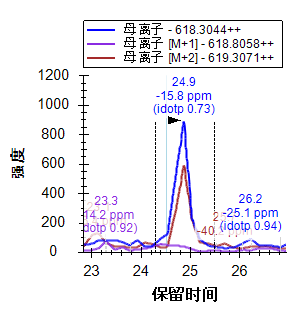 母离子 - 618.3044++
母离子 [M+1] - 618.8058++
母离子 [M+2] - 619.3071++
强度
1200
1000
800
600
400
200
0
24.9
-15.8 ppm
(idotp 0.73)
23.3
14.2 ppm
dotp 0.92)
26.2
-25.1 ppm
(idotp 0.94)
23
24
25
26
保留时间